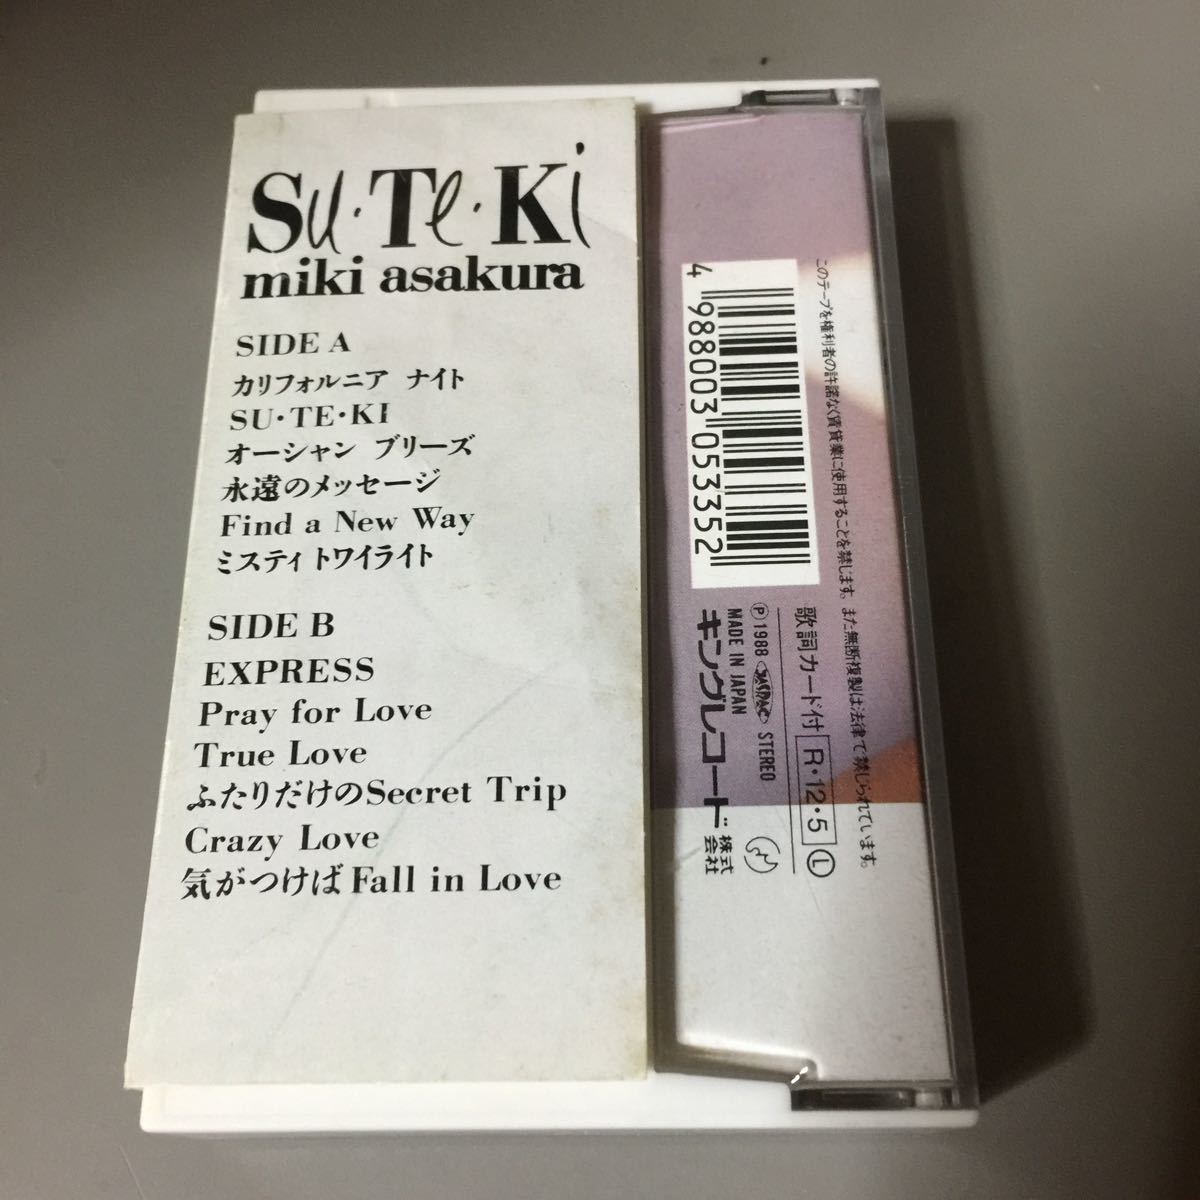 Su・Te・Ki
miki asakura
SIDE A
カリフォルニア ナイト
SU・TE・KI
オーシャン ブリーズ
永遠のメッセージ
Find a New Way
ミスティ トワイライト
SIDE B
EXPRESS
Pray for Love
True Love
ふたりだけのSecret Trip
Crazy Love
気がつけばFall in Love
このテープを権利者の許諾なく賃貸業に使用することを禁じます。また無断複製は法律で禁じられています。
4 988003 053352
歌詞カード付 R・12・5 Ⓛ
Ⓟ1988 JASRAC STEREO
MADE IN JAPAN
キングレコード 株式会社